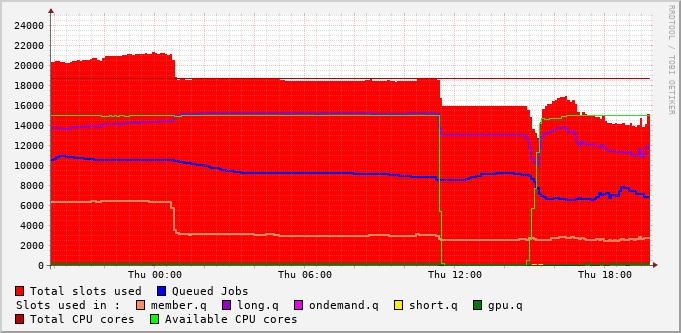 24000
22000
20000
18000
16000
14000
12000
10000
8000
6000
4000
2000
0
Thu 00:00 Thu 06:00 Thu 12:00 Thu 18:00
Total slots used Queued Jobs
Slots used in : member.q long.q ondemand.q short.q gpu.q
Total CPU cores Available CPU cores
RRDTOOL / TOBI OETIKER